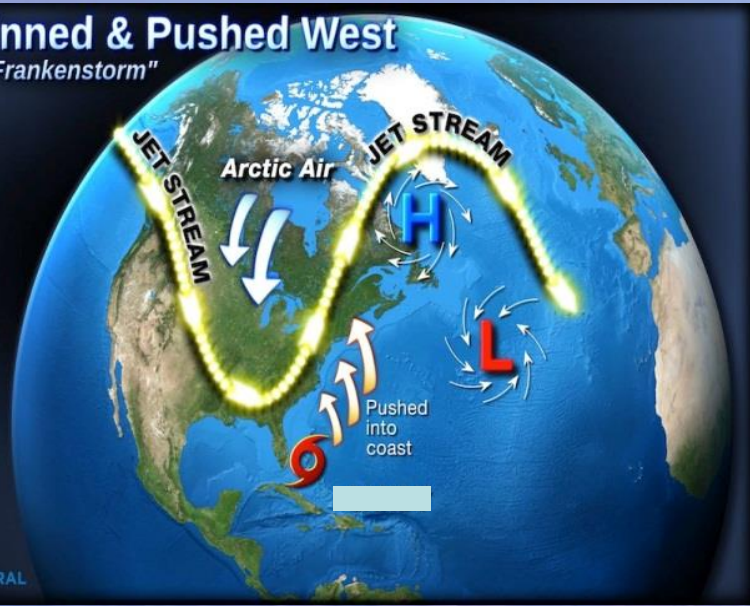 nned & Pushed West
Frankenstorm"
JET STREAM
JET STREAM
Arctic Air
H
L
Pushed
into
coast
RAL